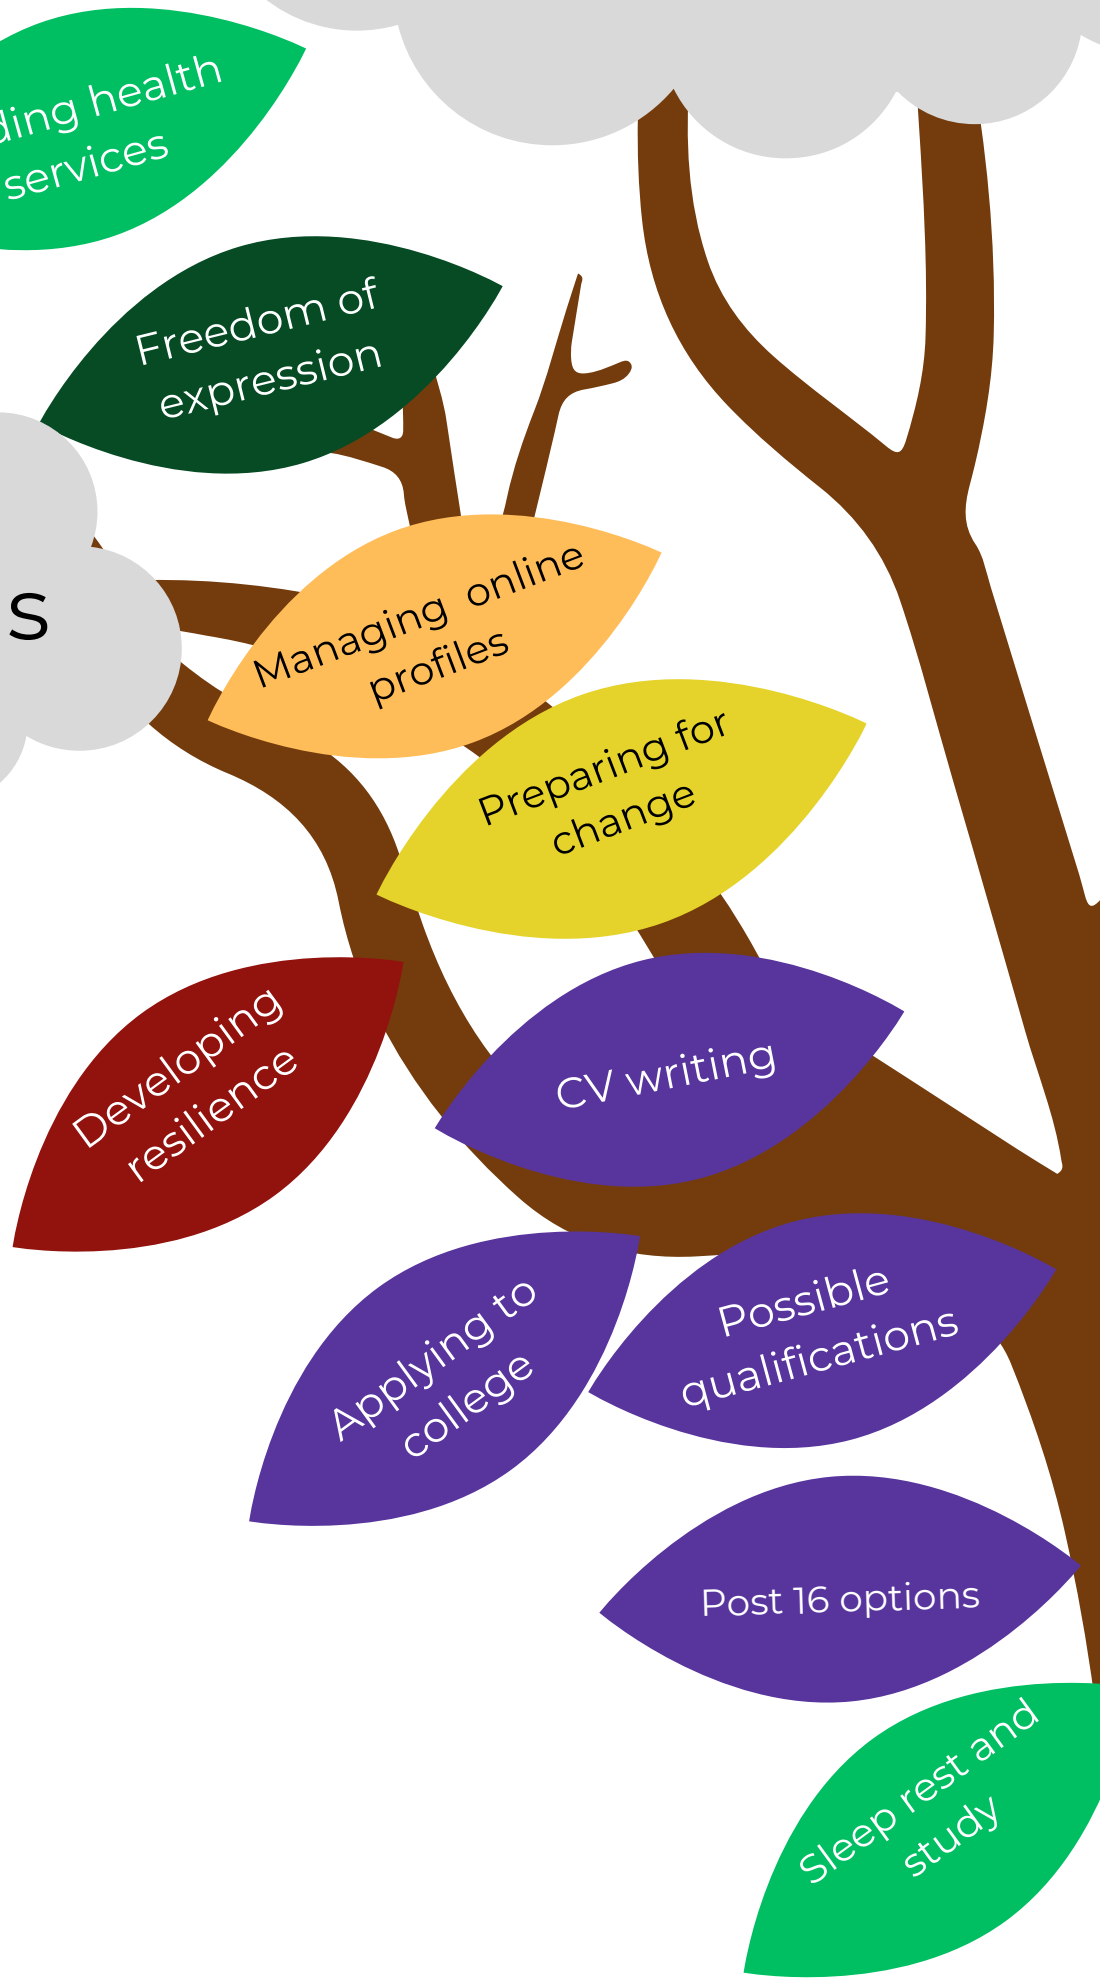 health
services
Freedom of
expression
Managing online
profiles
s
Preparing for
change
Developing
resilience
CV writing
Applying to
college
Possible
qualifications
Post 16 options
Sleep rest and
study